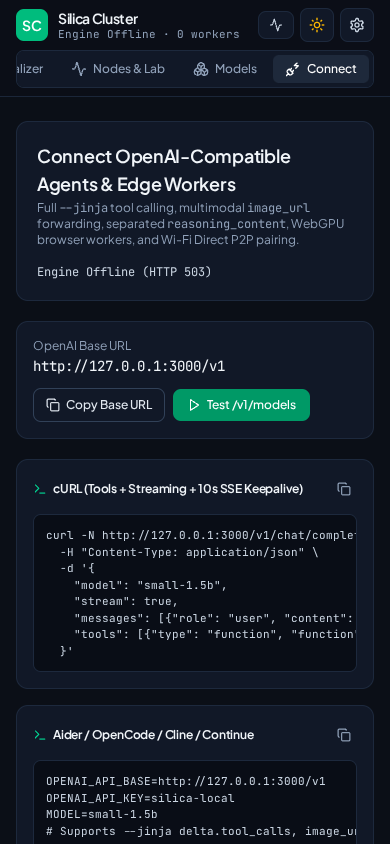 SC
Silica Cluster
Engine Offline · 0 workers
alizer
Nodes & Lab
Models
Connect
Connect OpenAI-Compatible
Agents & Edge Workers
Full --jinja tool calling, multimodal image_url
forwarding, separated reasoning_content, WebGPU
browser workers, and Wi-Fi Direct P2P pairing.
Engine Offline (HTTP 503)
OpenAI Base URL
http://127.0.0.1:3000/v1
Copy Base URL
Test /v1/models
cURL (Tools + Streaming + 10s SSE Keepalive)
curl -N http://127.0.0.1:3000/v1/chat/complet
-H "Content-Type: application/json" \
-d '{
"model": "small-1.5b",
"stream": true,
"messages": [{"role": "user", "content":
"tools": [{"type": "function", "function"
}'
Aider / OpenCode / Cline / Continue
OPENAI_API_BASE=http://127.0.0.1:3000/v1
OPENAI_API_KEY=silica-local
MODEL=small-1.5b
# Supports --jinja delta.tool_calls, image_ur